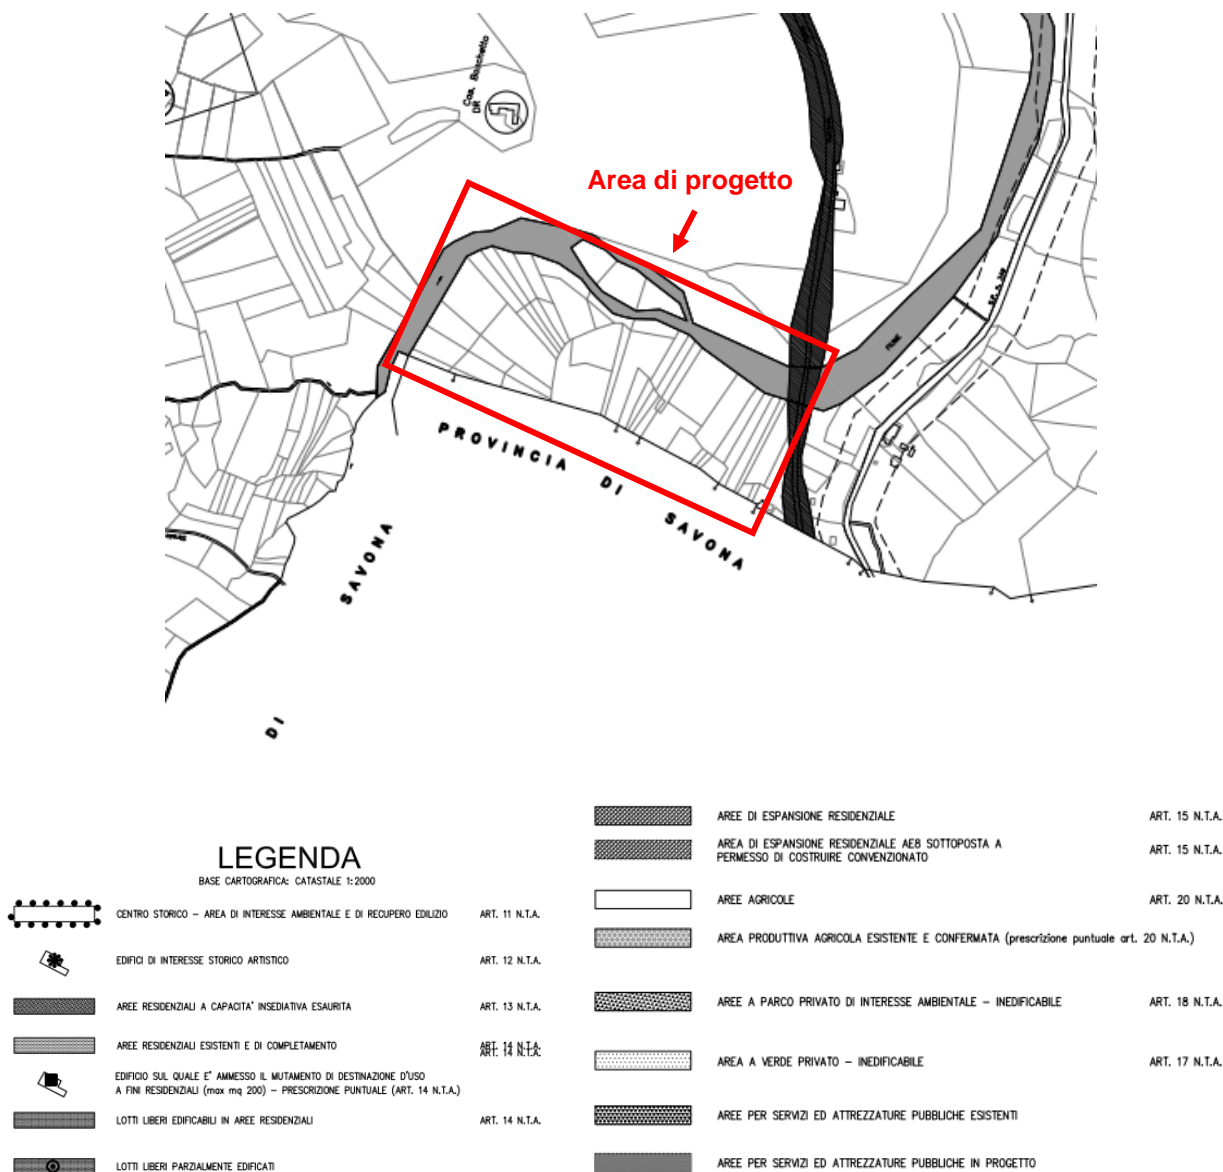 Cas. Boschetto
DR
Area di progetto
FIUME
PROVINCIA DI SAVONA
SAVONA
DI
LEGENDA
BASE CARTOGRAFICA: CATASTALE 1:2000
CENTRO STORICO – AREA DI INTERESSE AMBIENTALE E DI RECUPERO EDILIZIO ART. 11 N.T.A.
EDIFICI DI INTERESSE STORICO ARTISTICO ART. 12 N.T.A.
AREE RESIDENZIALI A CAPACITA' INSEDIATIVA ESAURITA ART. 13 N.T.A.
AREE RESIDENZIALI ESISTENTI E DI COMPLETAMENTO ART. 14 N.T.A.
ART. 14 N.T.A.
EDIFICIO SUL QUALE E' AMMESSO IL MUTAMENTO DI DESTINAZIONE D'USO
A FINI RESIDENZIALI (max mq 200) – PRESCRIZIONE PUNTUALE (ART. 14 N.T.A.)
LOTTI LIBERI EDIFICABILI IN AREE RESIDENZIALI ART. 14 N.T.A.
LOTTI LIBERI PARZIALMENTE EDIFICATI
AREE DI ESPANSIONE RESIDENZIALE ART. 15 N.T.A.
AREA DI ESPANSIONE RESIDENZIALE AE8 SOTTOPOSTA A
PERMESSO DI COSTRUIRE CONVENZIONATO ART. 15 N.T.A.
AREE AGRICOLE ART. 20 N.T.A.
AREA PRODUTTIVA AGRICOLA ESISTENTE E CONFERMATA (prescrizione puntuale art. 20 N.T.A.)
AREE A PARCO PRIVATO DI INTERESSE AMBIENTALE – INEDIFICABILE ART. 18 N.T.A.
AREA A VERDE PRIVATO – INEDIFICABILE ART. 17 N.T.A.
AREE PER SERVIZI ED ATTREZZATURE PUBBLICHE ESISTENTI
AREE PER SERVIZI ED ATTREZZATURE PUBBLICHE IN PROGETTO